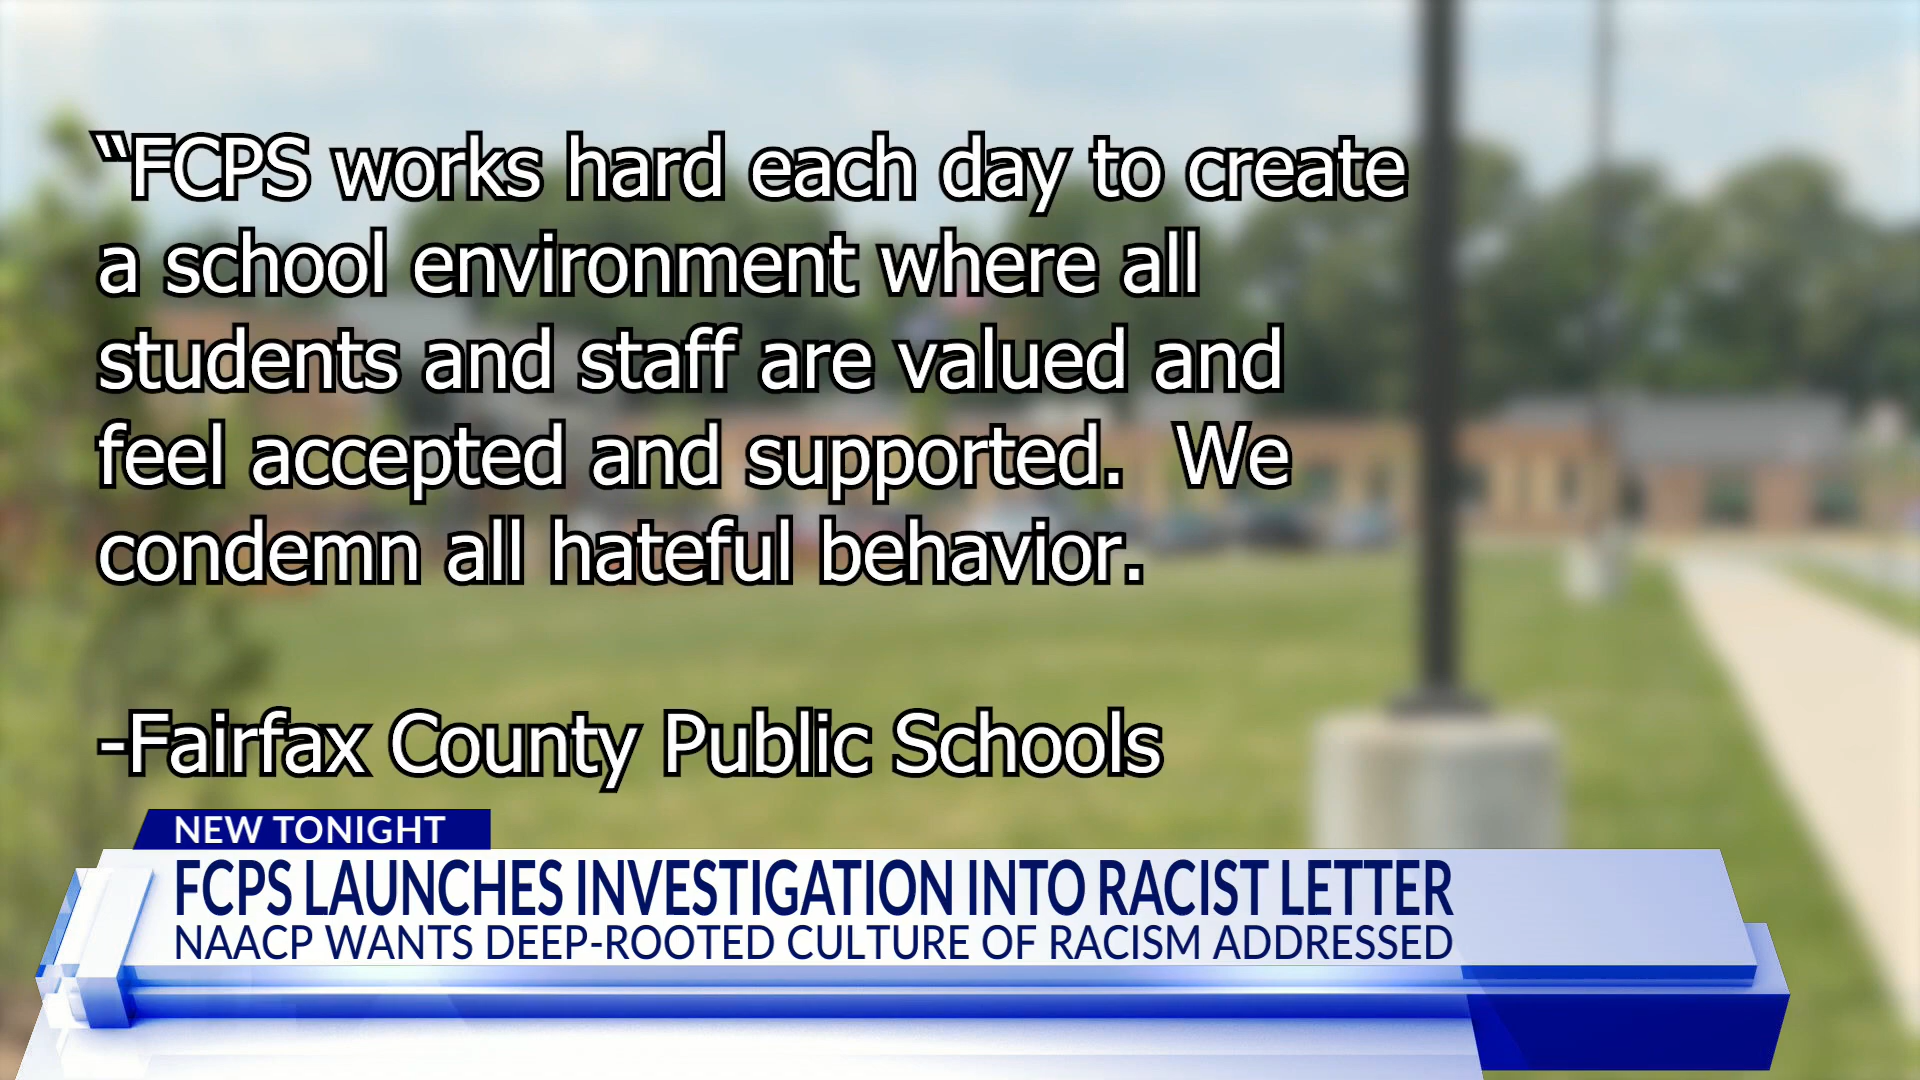 “FCPS works hard each day to create
a school environment where all
students and staff are valued and
feel accepted and supported.  We
condemn all hateful behavior.
-Fairfax County Public Schools
NEW TONIGHT
FCPS LAUNCHES INVESTIGATION INTO RACIST LETTER
NAACP WANTS DEEP-ROOTED CULTURE OF RACISM ADDRESSED